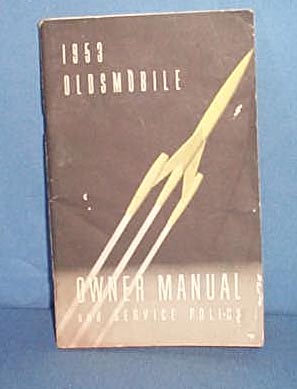 1953
OLDSMOBILE
OWNER MANUAL
AND SERVICE POLICY